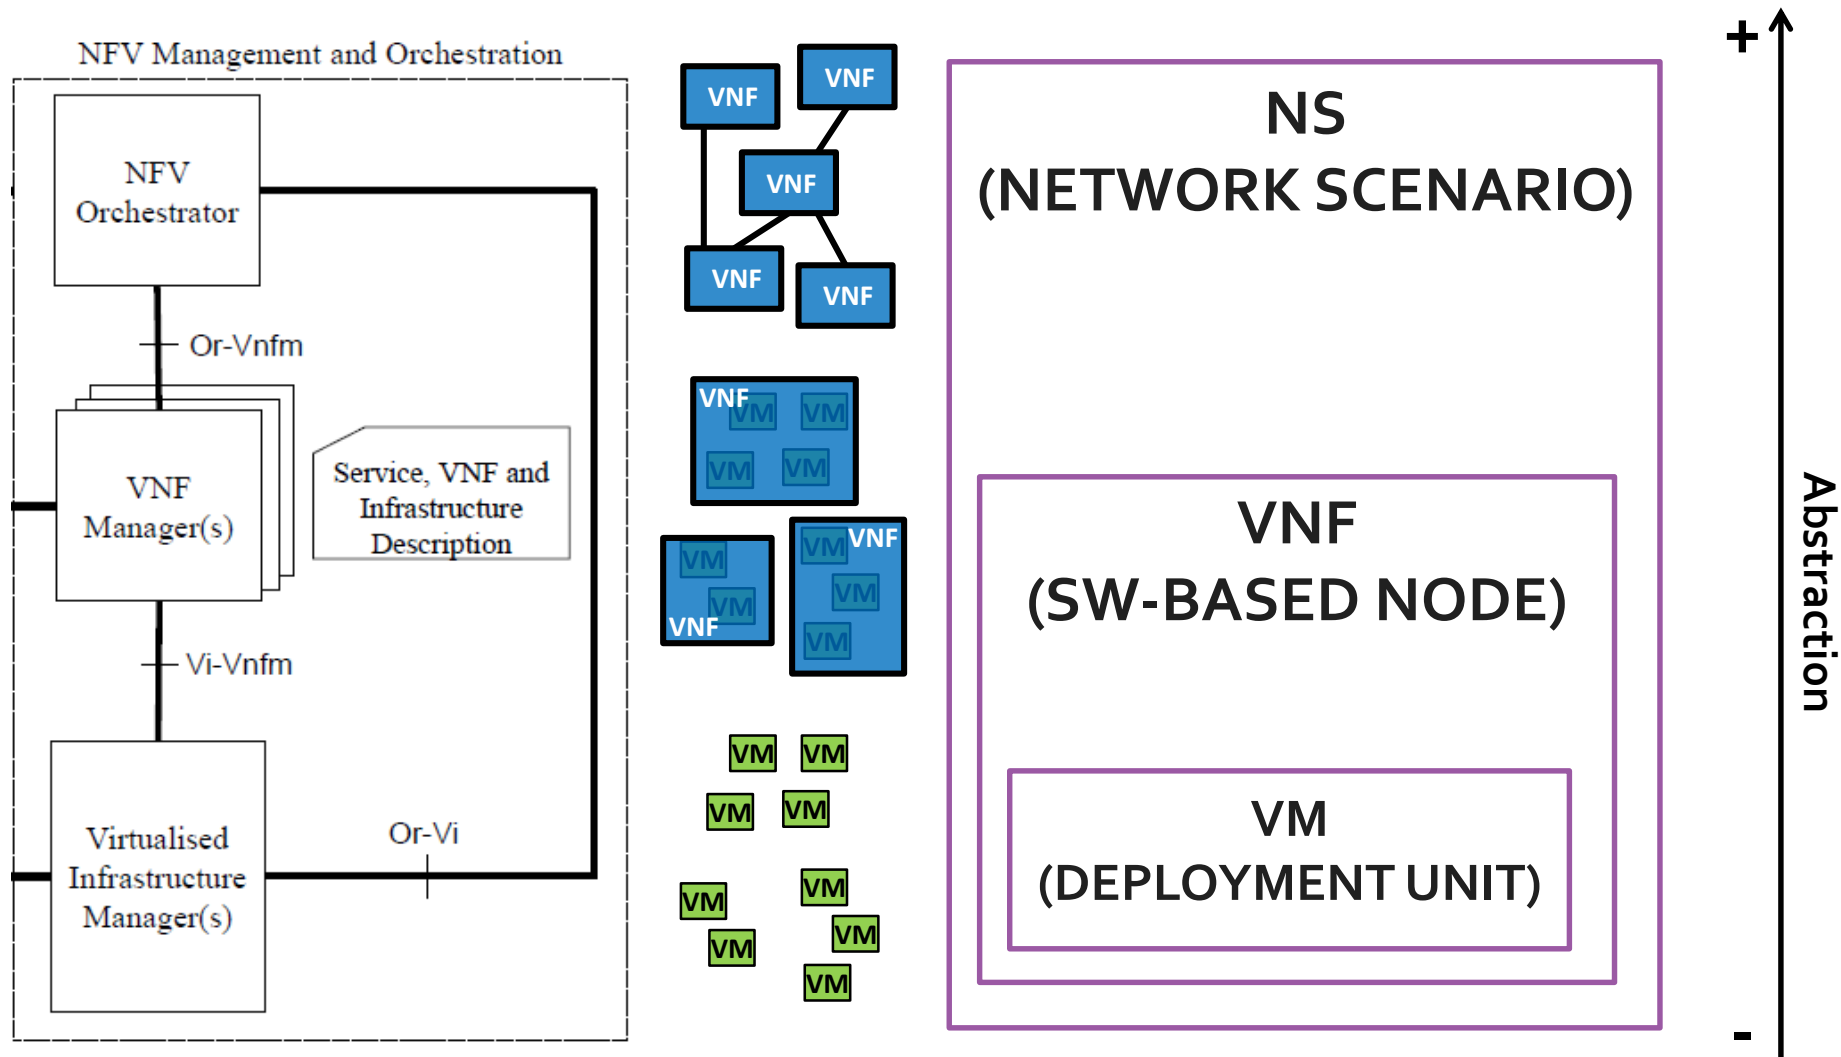 NFV Management and Orchestration
NFV
Orchestrator
Or-Vnfm
VNF
Manager(s)
Service, VNF and
Infrastructure
Description
Vi-Vnfm
Virtualised
Infrastructure
Manager(s)
Or-Vi
VNF
VNF
VNF
VNF
VNF
VNF
VM
VM
VM
VM
VM
VM
VNF
VM
VNF
VM
VM
VM
VM
VM
VM
VM
VM
VM
VM
VM
NS
(NETWORK SCENARIO)
VNF
(SW-BASED NODE)
VM
(DEPLOYMENT UNIT)
+
Abstraction
-